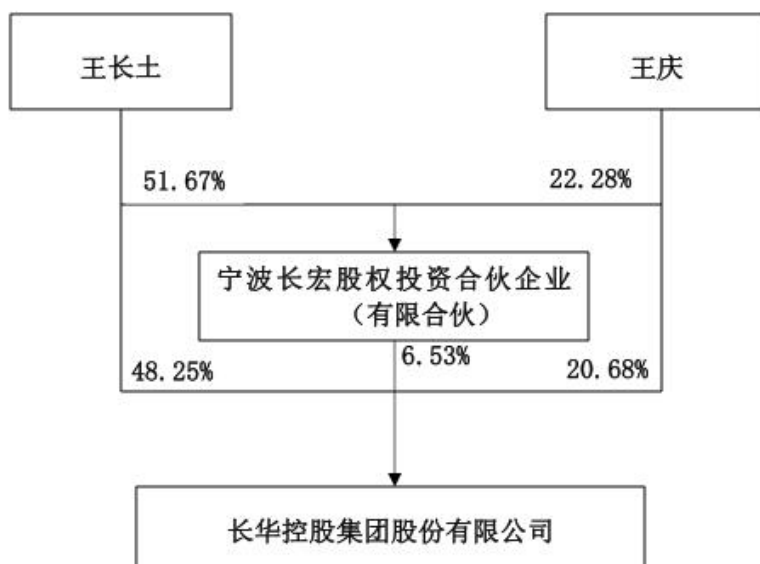 王长土
王庆
51.67%
22.28%
宁波长宏股权投资合伙企业
（有限合伙）
48.25%
6.53%
20.68%
长华控股集团股份有限公司